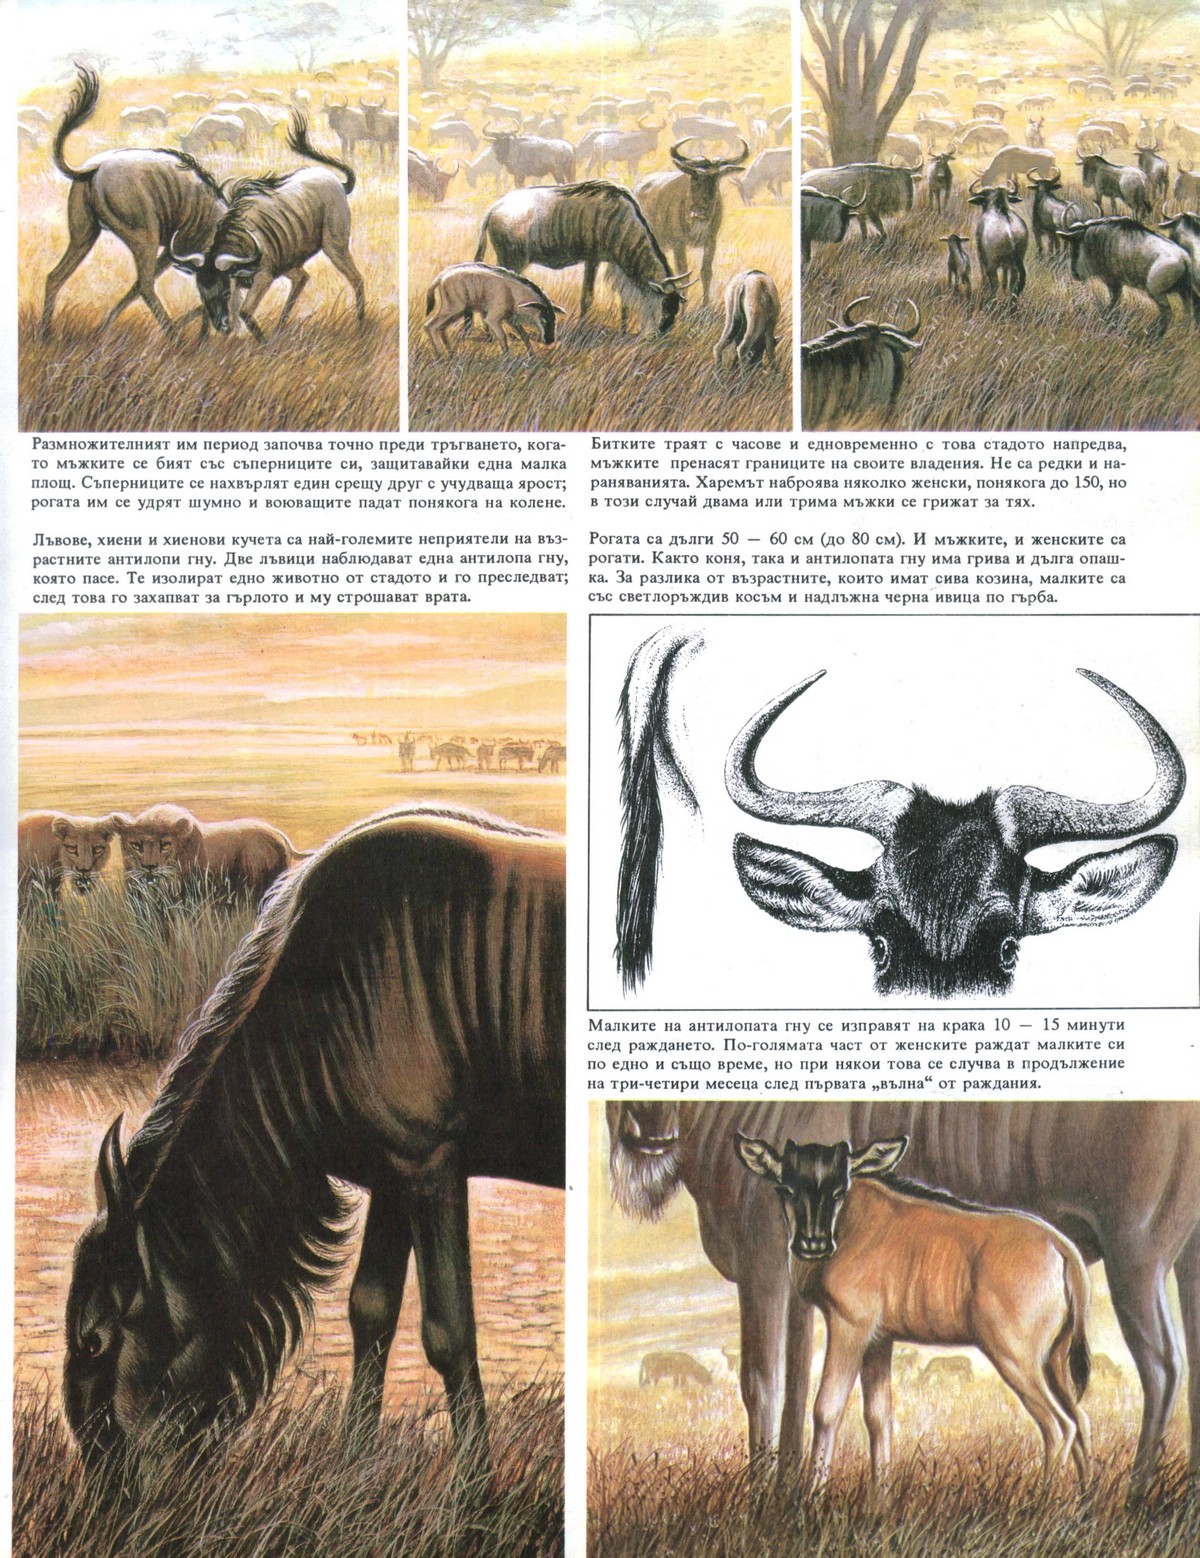 Размножителният им период започва точно преди тръгването, кога-
то мъжките се бият със съперниците си, защитавайки една малка
площ. Съперниците се нахвърлят един срещу друг с учудваща ярост;
рогата им се удрят шумно и воюващите падат понякога на колене.
Битките траят с часове и едновременно с това стадото напредва,
мъжките пренасят границите на своите владения. Не са редки и на-
раняванията. Харемът наброява няколко женски, понякога до 150, но
в този случай двама или трима мъжки се грижат за тях.
Лъвове, хиени и хиенови кучета са най-големите неприятели на въз-
растните антилопи гну. Две лъвици наблюдават една антилопа гну,
която пасе. Те изолират едно животно от стадото и го преследват;
след това го захапват за гърлото и му строшават врата.
Рогата са дълги 50 — 60 см (до 80 см). И мъжките, и женските са
рогати. Както коня, така и антилопата гну има грива и дълга опаш-
ка. За разлика от възрастните, които имат сива козина, малките са
със светлоръждив косъм и надлъжна черна ивица по гърба.
Малките на антилопата гну се изправят на крака 10 — 15 минути
след раждането. По-голямата част от женските раждат малките си
по едно и също време, но при някои това се случва в продължение
на три-четири месеца след първата „вълна“ от раждания.